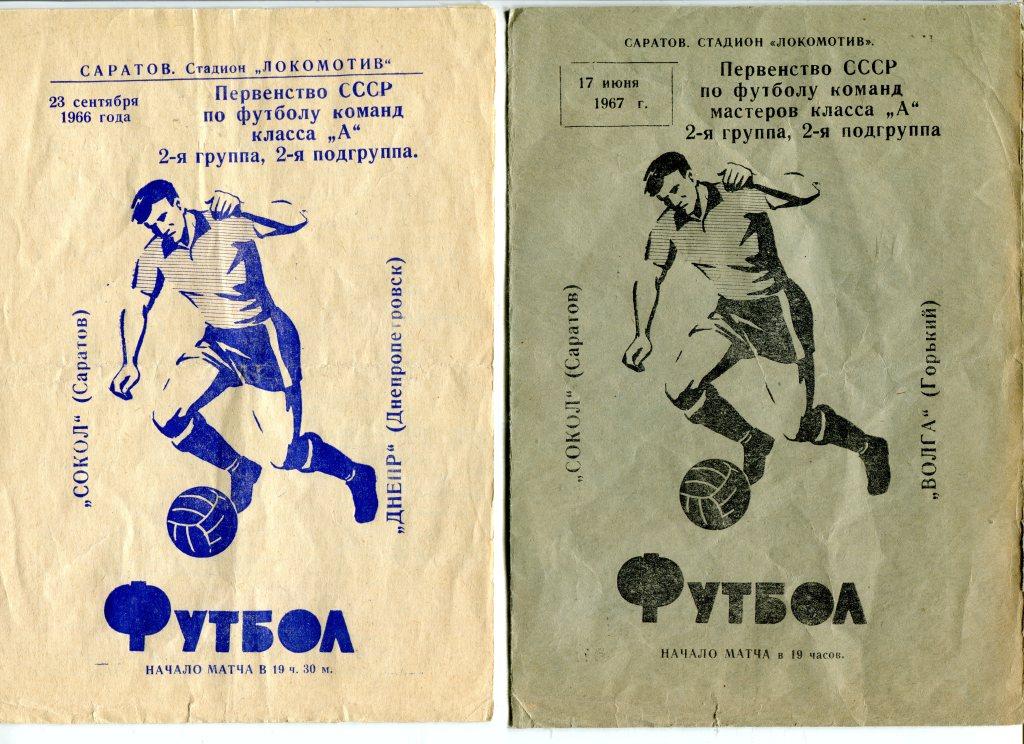 САРАТОВ. Стадион „ЛОКОМОТИВ“
23 сентября
1966 года
Первенство СССР
по футболу команд
класса „А“
2-я группа, 2-я подгруппа.
„СОКОЛ“ (Саратов)
„ДНЕПР“ (Днепропетровск)
ФУТБОЛ
НАЧАЛО МАТЧА В 19 ч. 30 м.
САРАТОВ. СТАДИОН «ЛОКОМОТИВ».
17 июня
1967 г.
Первенство СССР
по футболу команд
мастеров класса „А“
2-я группа, 2-я подгруппа
„СОКОЛ“ (Саратов)
„ВОЛГА“ (Горький)
ФУТБОЛ
НАЧАЛО МАТЧА в 19 часов.